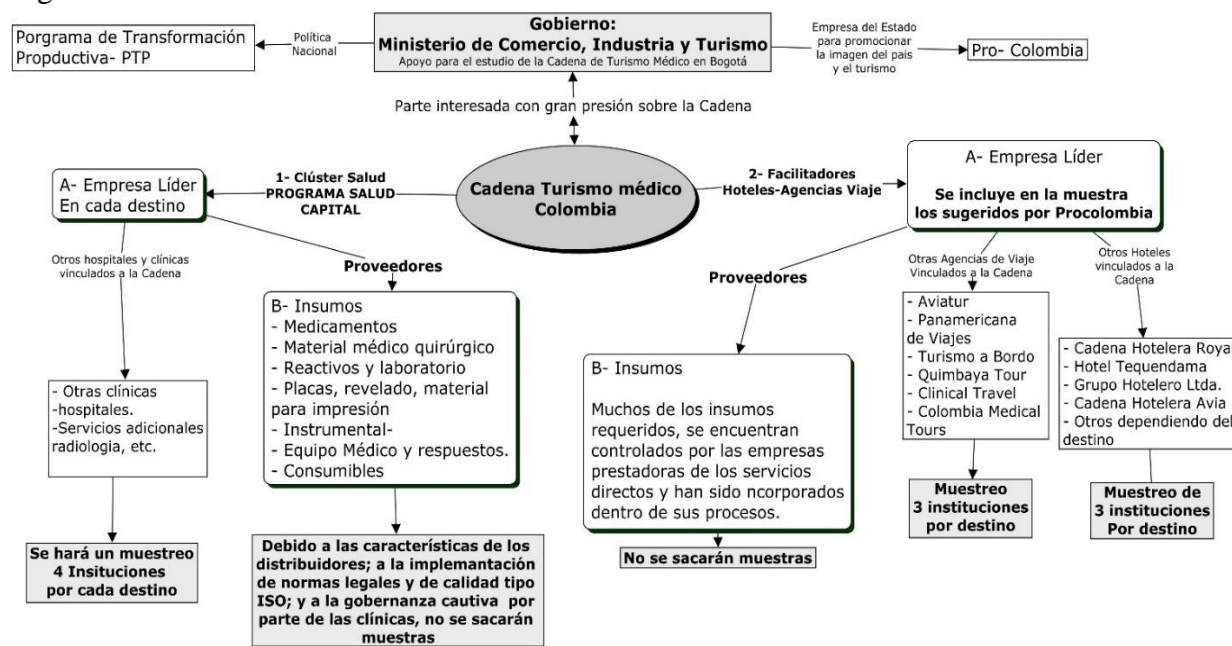 Gobierno:
Ministerio de Comercio, Industria y Turismo
Apoyo para el estudio de la Cadena de Turismo Médico en Bogotá
Política
Nacional
Porgrama de Transformación
Propductiva- PTP
Empresa del Estado
para promocionar
la imagen del pais
y el turismo
Pro- Colombia
Parte interesada con gran presión sobre la Cadena
Cadena Turismo médico
Colombia
1- Clúster Salud
PROGRAMA SALUD
CAPITAL
A- Empresa Líder
En cada destino
Otros hospitales y clínicas
vinculados a la Cadena
- Otras clínicas
-hospitales.
-Servicios adicionales
radiologia, etc.
Se hará un muestreo
4 Insituciones
por cada destino
Proveedores
B- Insumos
- Medicamentos
- Material médico quirúrgico
- Reactivos y laboratorio
- Placas, revelado, material
para impresión
- Instrumental-
- Equipo Médico y respuestos.
- Consumibles
Debido a las características de los
distribuidores; a la implemantación
de normas legales y de calidad tipo
ISO; y a la gobernanza cautiva por
parte de las clínicas, no se sacarán
muestras
2- Facilitadores
Hoteles-Agencias Viaje
A- Empresa Líder
Se incluye en la muestra
los sugeridos por Procolombia
Proveedores
B- Insumos
Muchos de los insumos
requeridos, se encuentran
controlados por las empresas
prestadoras de los servicios
directos y han sido ncorporados
dentro de sus procesos.
No se sacarán muestras
Otras Agencias de Viaje
Vinculados a la Cadena
- Aviatur
- Panamericana
de Viajes
- Turismo a Bordo
- Quimbaya Tour
- Clinical Travel
- Colombia Medical
Tours
Muestreo
3 instituciones
por destino
Otros Hoteles
vinculados a la
Cadena
- Cadena Hotelera Royal
- Hotel Tequendama
- Grupo Hotelero Ltda.
- Cadena Hotelera Avia
- Otros dependiendo del
destino
Muestreo de
3 instituciones
Por destino